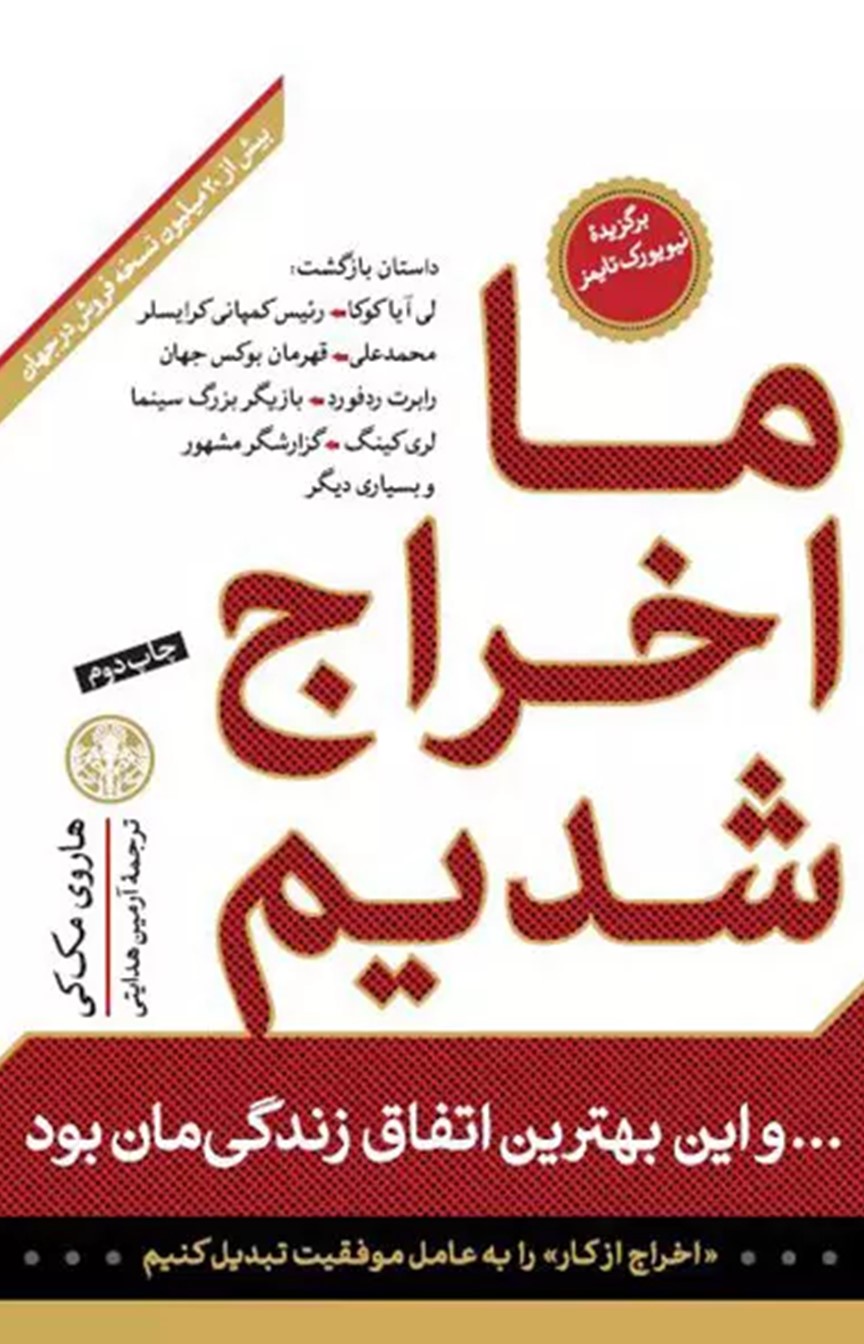 بیش از ۲۰ میلیون نسخه فروش در جهان
برگزیدهٔ
نیویورک تایمز
داستان بازگشت:
لی آیاکوکا رئیس کمپانی کرایسلر
محمدعلی قهرمان بوکس جهان
رابرت ردفورد بازیگر بزرگ سینما
لری کینگ گزارشگر مشهور
و بسیاری دیگر
ما
اخراج
شدیم
چاپ دوم
هاروی مک‌کی
ترجمهٔ آرمین هدایتی
...و این بهترین اتفاق زندگی‌مان بود
«اخراج از کار» را به عامل موفقیت تبدیل کنیم